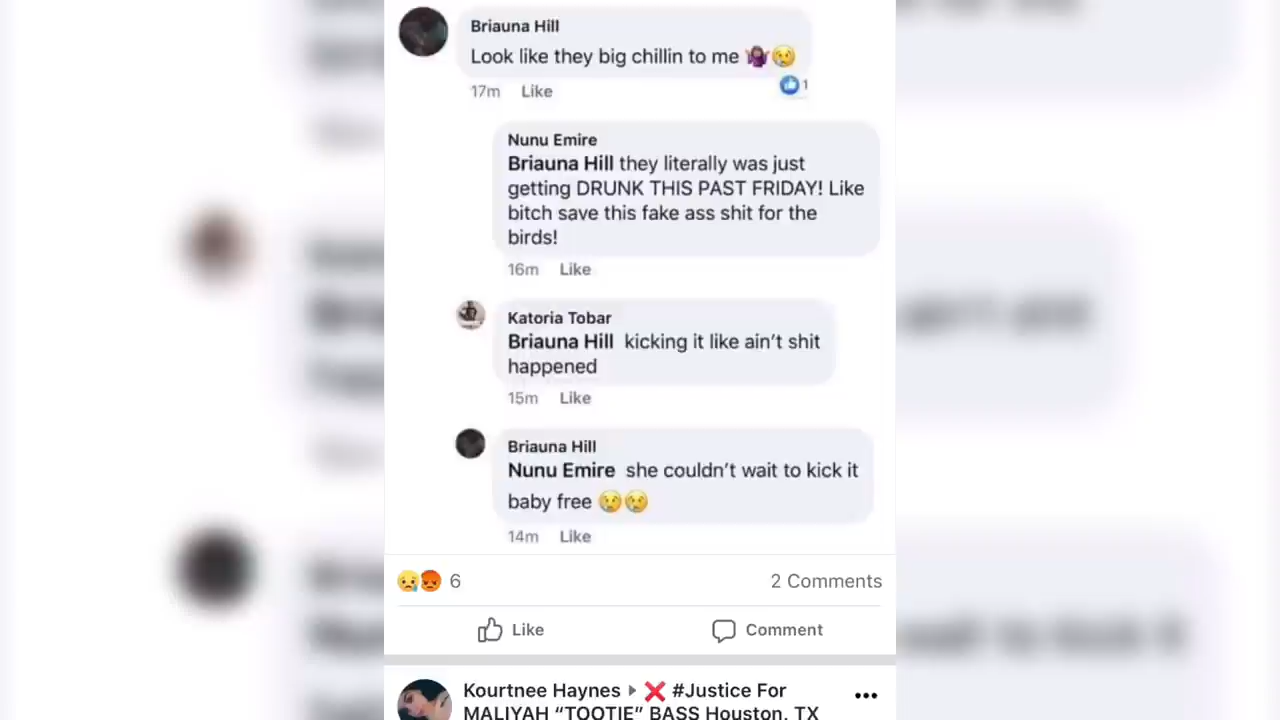 Briauna Hill
Look like they big chillin to me 🤷🏾‍♀️😢
17m Like
1
Nunu Emire
Briauna Hill they literally was just
getting DRUNK THIS PAST FRIDAY! Like
bitch save this fake ass shit for the
birds!
16m Like
Katoria Tobar
Briauna Hill kicking it like ain't shit
happened
15m Like
Briauna Hill
Nunu Emire she couldn't wait to kick it
baby free 😢😢
14m Like
😢😡 6 2 Comments
Like Comment
Kourtnee Haynes ▸ ❌ #Justice For
MALIYAH “TOOTIE” BASS Houston, TX